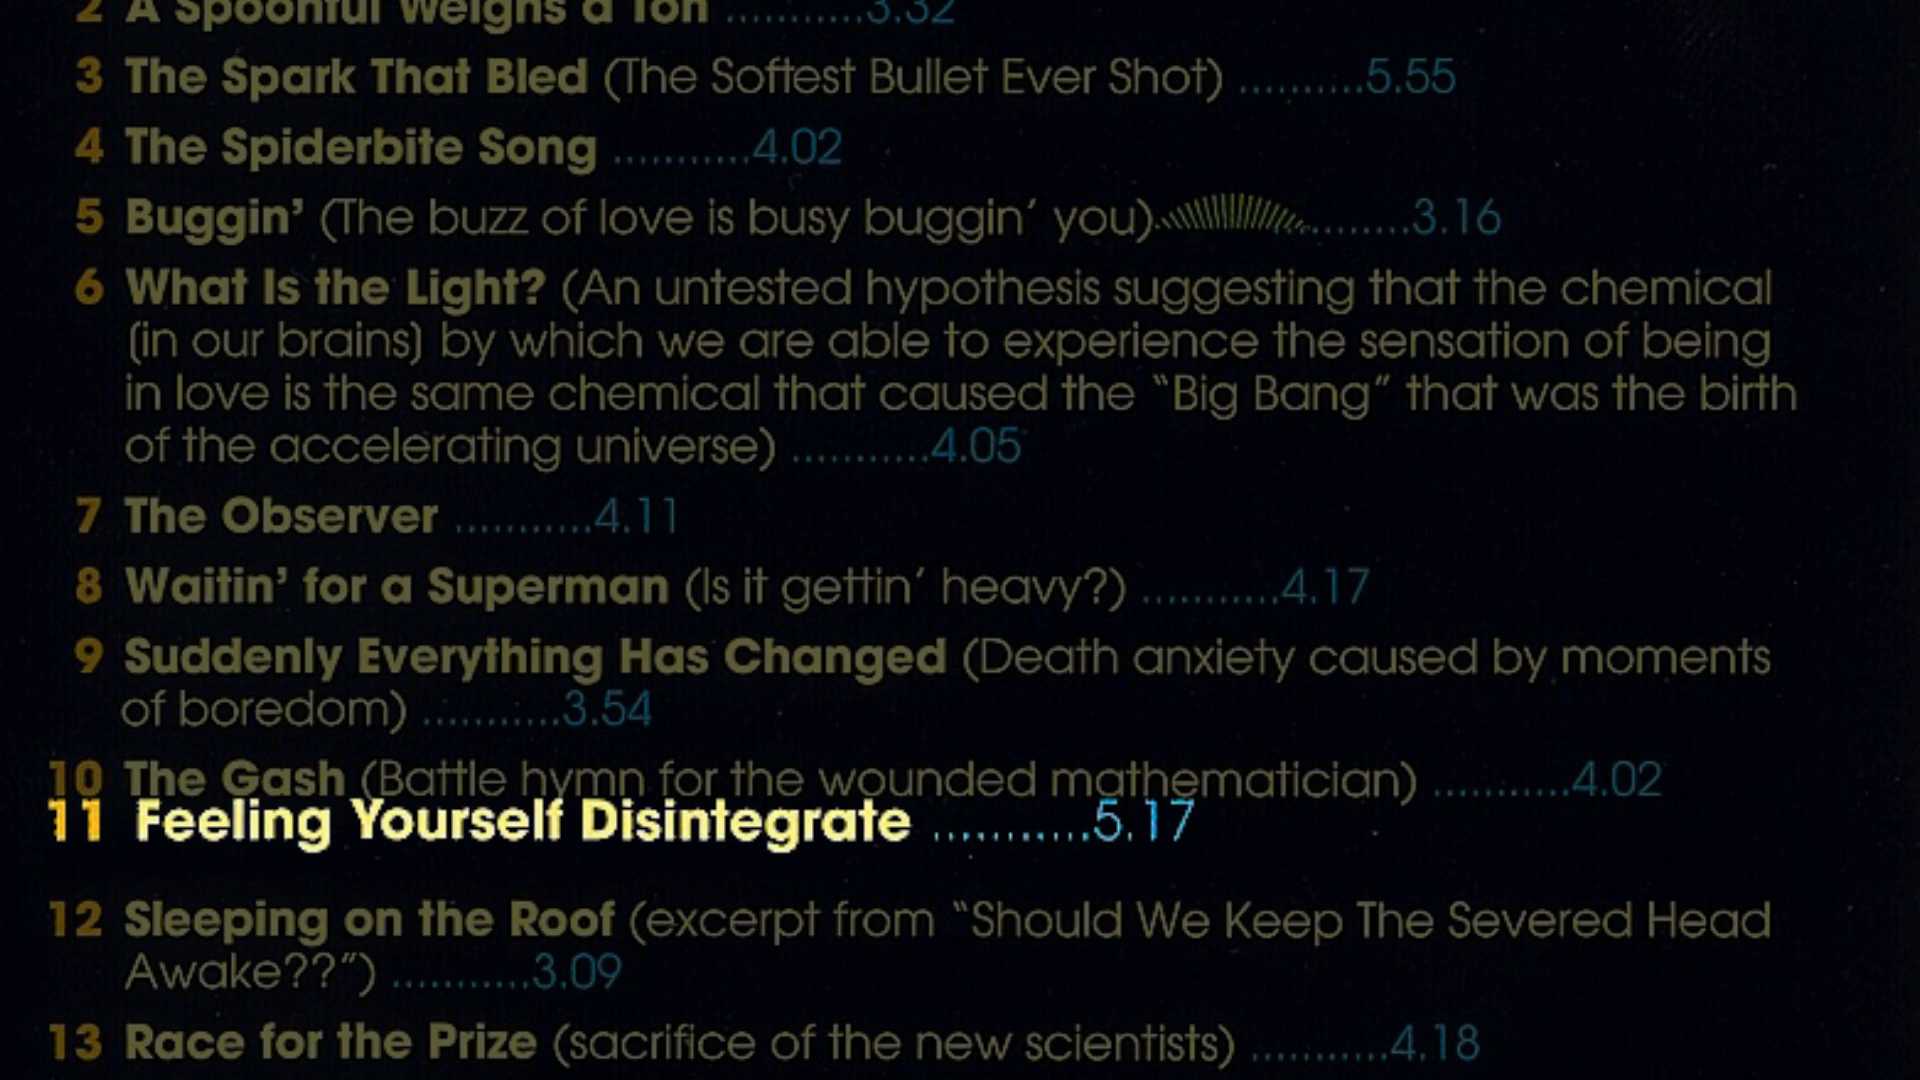 2 A Spoonful Weighs a Ton ...........3.32
3 The Spark That Bled (The Softest Bullet Ever Shot) ..........5.55
4 The Spiderbite Song ...........4.02
5 Buggin’ (The buzz of love is busy buggin’ you)...........3.16
6 What Is the Light? (An untested hypothesis suggesting that the chemical
(in our brains) by which we are able to experience the sensation of being
in love is the same chemical that caused the “Big Bang” that was the birth
of the accelerating universe) ...........4.05
7 The Observer ...........4.11
8 Waitin’ for a Superman (Is it gettin’ heavy?) ...........4.17
9 Suddenly Everything Has Changed (Death anxiety caused by moments
of boredom) ...........3.54
10 The Gash (Battle hymn for the wounded mathematician) ...........4.02
11 Feeling Yourself Disintegrate ...........5.17
12 Sleeping on the Roof (excerpt from “Should We Keep The Severed Head
Awake??”) ...........3.09
13 Race for the Prize (sacrifice of the new scientists) ...........4.18